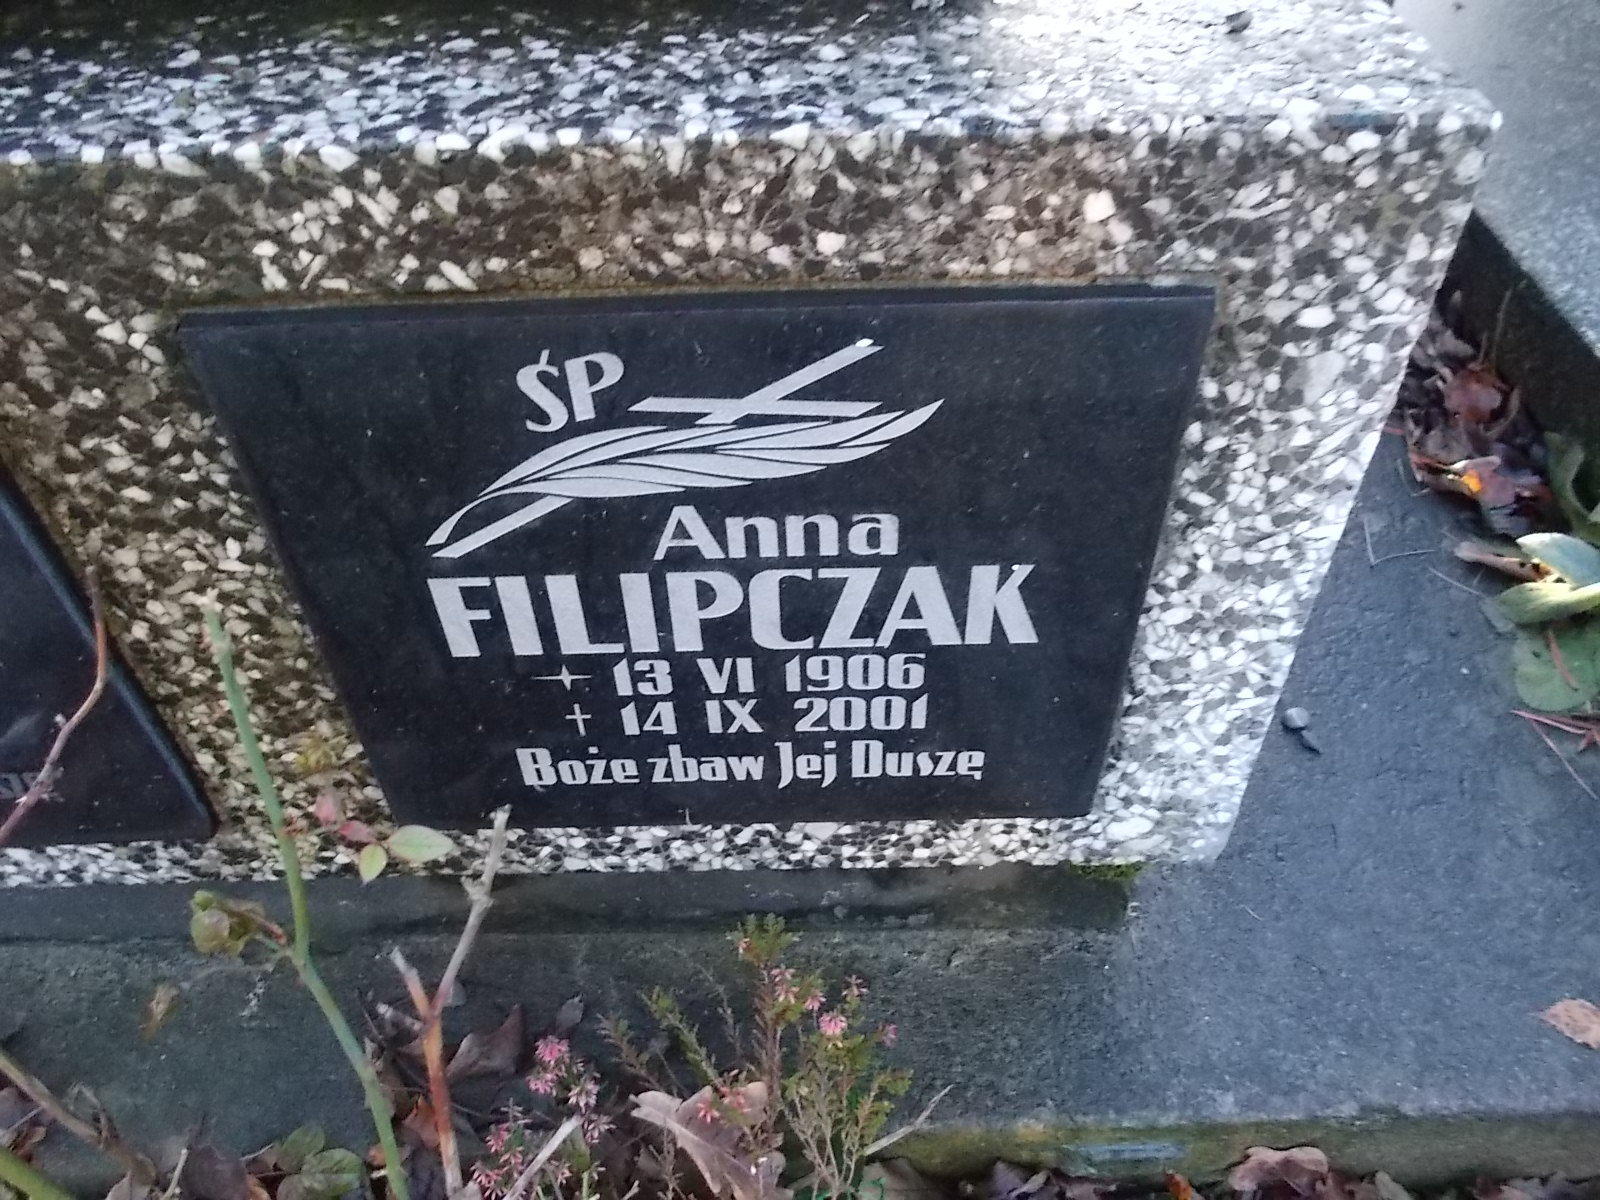 ŚP
Anna
FILIPCZAK
13 VI 1906
† 14 IX 2001
Boże zbaw Jej Duszę